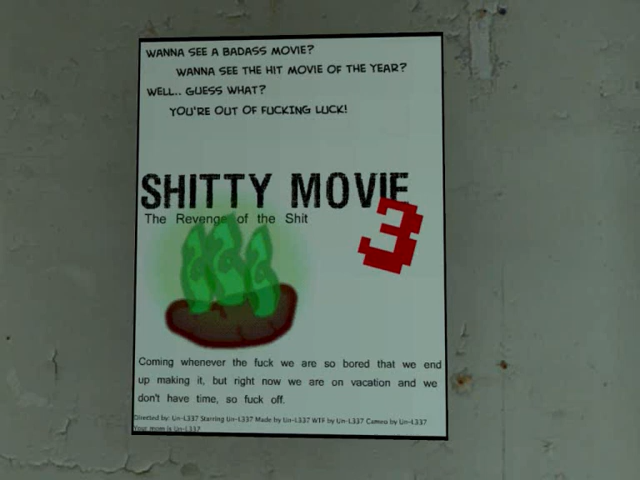 WANNA SEE A BADASS MOVIE?
WANNA SEE THE HIT MOVIE OF THE YEAR?
WELL.. GUESS WHAT?
YOU'RE OUT OF FUCKING LUCK!
SHITTY MOVIE
3
The Revenge of the Shit
Coming whenever the fuck we are so bored that we end
up making it, but right now we are on vacation and we
don't have time, so fuck off.
Directed by: Un-L337 Starring Un-L337 Made by Un-L337 WTF by Un-L337 Cameo by Un-L337
Your mom is Un-L337